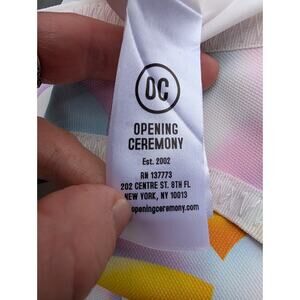 OC
OPENING
CEREMONY
Est. 2002
RN 137773
202 CENTRE ST. 8TH FL
NEW YORK, NY 10013
openingceremony.com